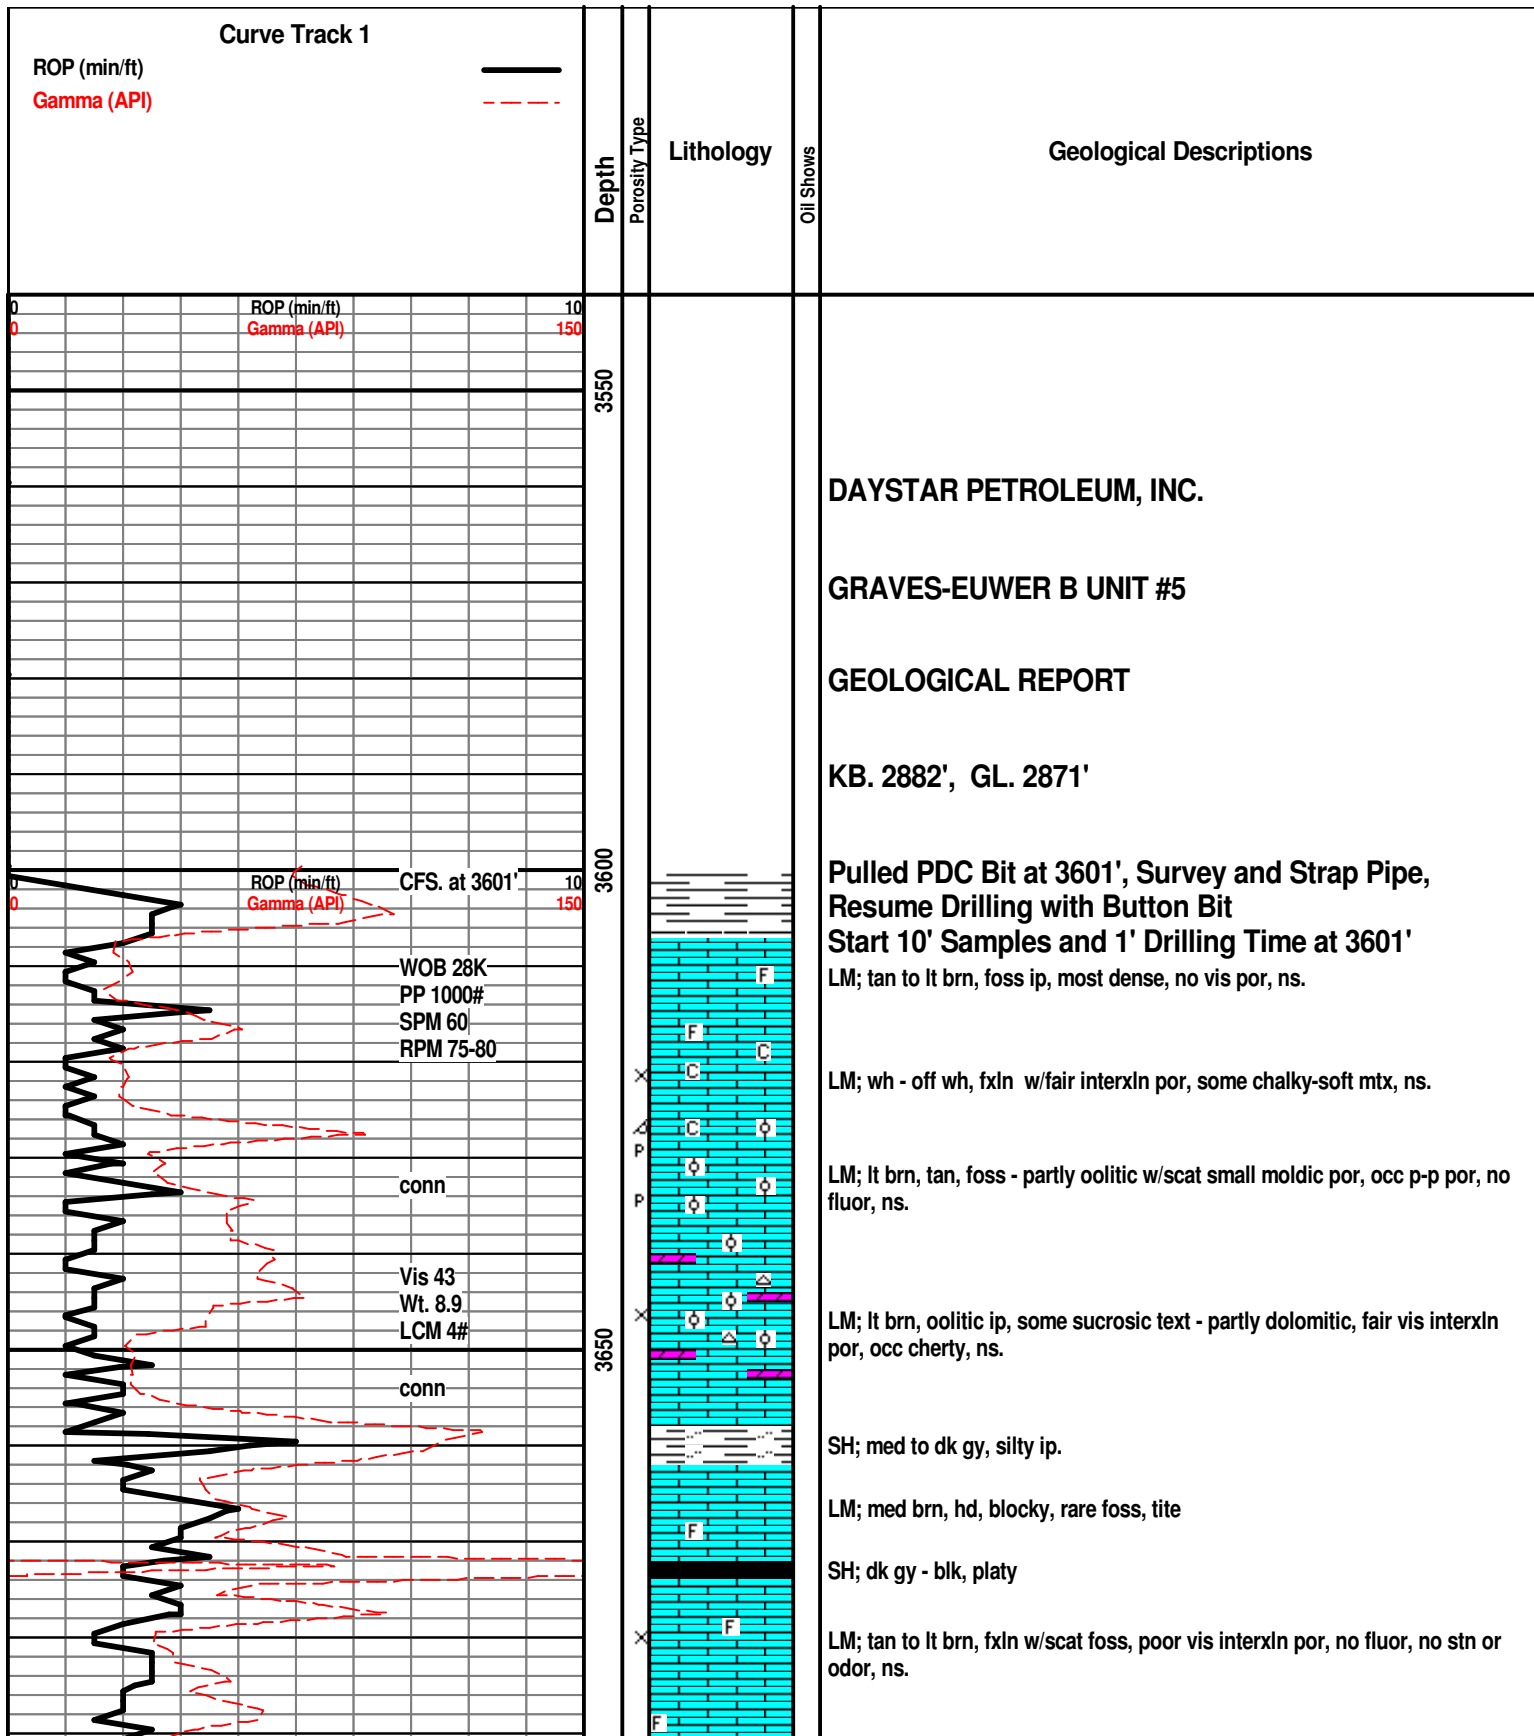 Curve Track 1
ROP (min/ft)
Gamma (API)
Depth
Porosity Type
Lithology
Oil Shows
Geological Descriptions
0 ROP (min/ft) 10
0 Gamma (API) 150
3550
DAYSTAR PETROLEUM, INC.
GRAVES-EUWER B UNIT #5
GEOLOGICAL REPORT
KB. 2882', GL. 2871'
3600
0 ROP (min/ft) 10
0 Gamma (API) 150
CFS. at 3601'
Pulled PDC Bit at 3601', Survey and Strap Pipe,
Resume Drilling with Button Bit
Start 10' Samples and 1' Drilling Time at 3601'
WOB 28K
PP 1000#
SPM 60
RPM 75-80
F
LM; tan to lt brn, foss ip, most dense, no vis por, ns.
F
C
C
LM; wh - off wh, fxln w/fair interxln por, some chalky-soft mtx, ns.
C
P
conn
P
LM; lt brn, tan, foss - partly oolitic w/scat small moldic por, occ p-p por, no
fluor, ns.
Vis 43
Wt. 8.9
LCM 4#
LM; lt brn, oolitic ip, some sucrosic text - partly dolomitic, fair vis interxln
por, occ cherty, ns.
3650
conn
SH; med to dk gy, silty ip.
LM; med brn, hd, blocky, rare foss, tite
F
SH; dk gy - blk, platy
F
LM; tan to lt brn, fxln w/scat foss, poor vis interxln por, no fluor, no stn or
odor, ns.
F